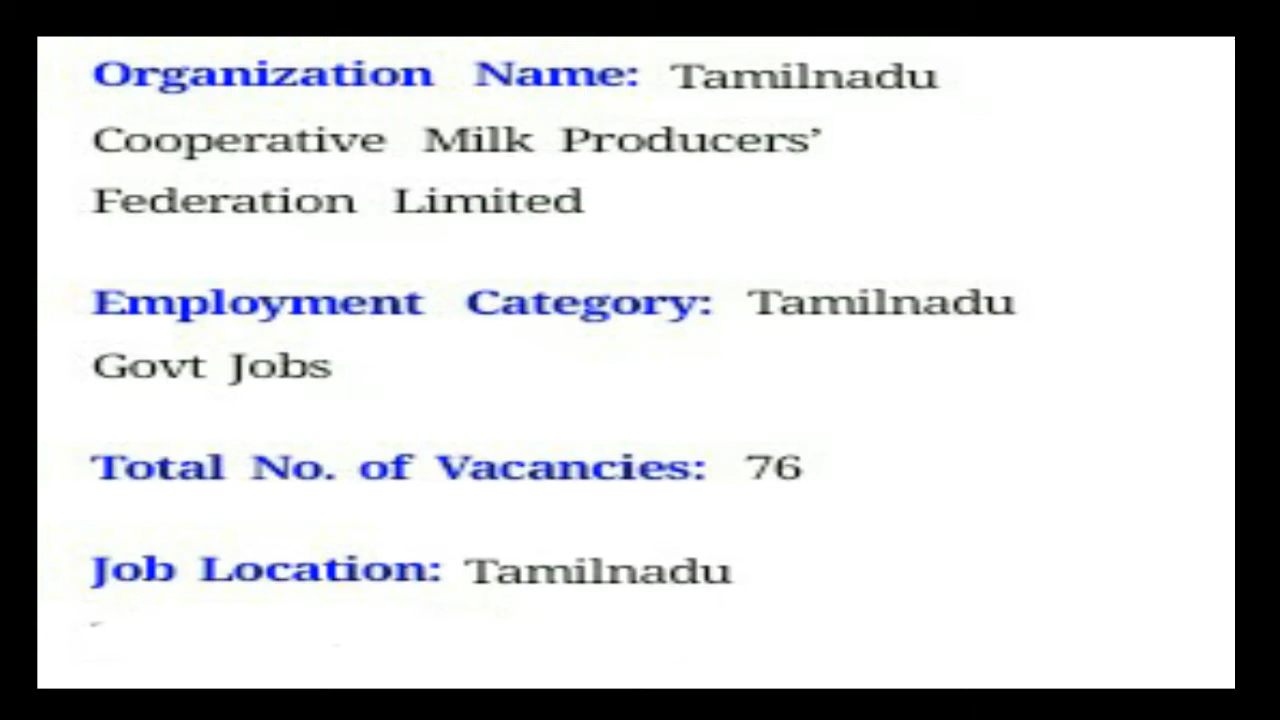 Organization Name: Tamilnadu
Cooperative Milk Producers’
Federation Limited
Employment Category: Tamilnadu
Govt Jobs
Total No. of Vacancies: 76
Job Location: Tamilnadu